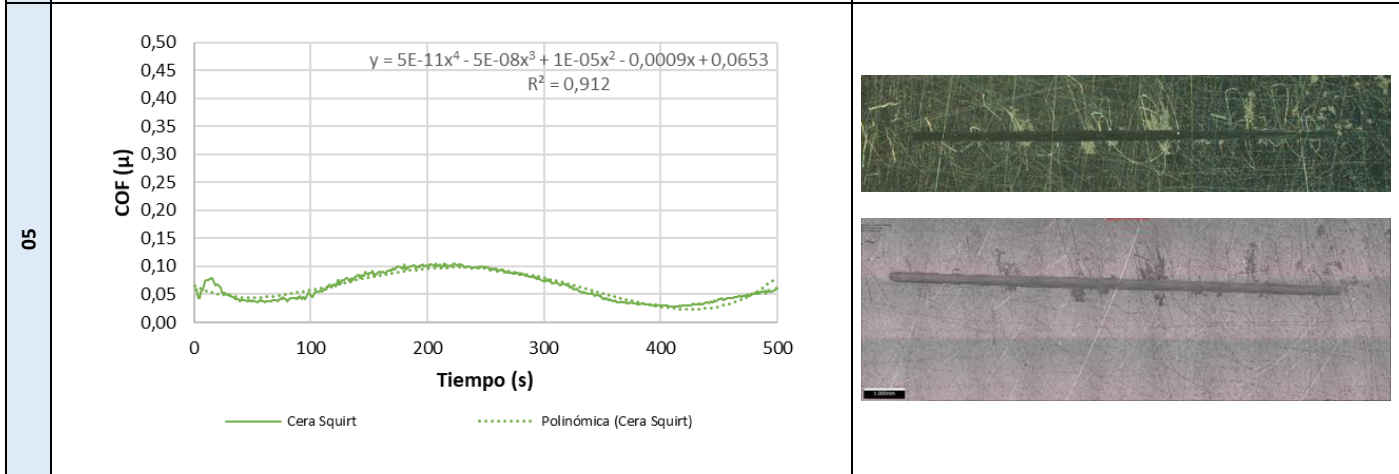 05
0,50
y = 5E-11x⁴ - 5E-08x³ + 1E-05x² - 0,0009x + 0,0653
R² = 0,912
0,45
0,40
0,35
0,30
0,25
0,20
0,15
0,10
0,05
0,00
COF (μ)
0 100 200 300 400 500
Tiempo (s)
Cera Squirt Polinómica (Cera Squirt)
1.000mm